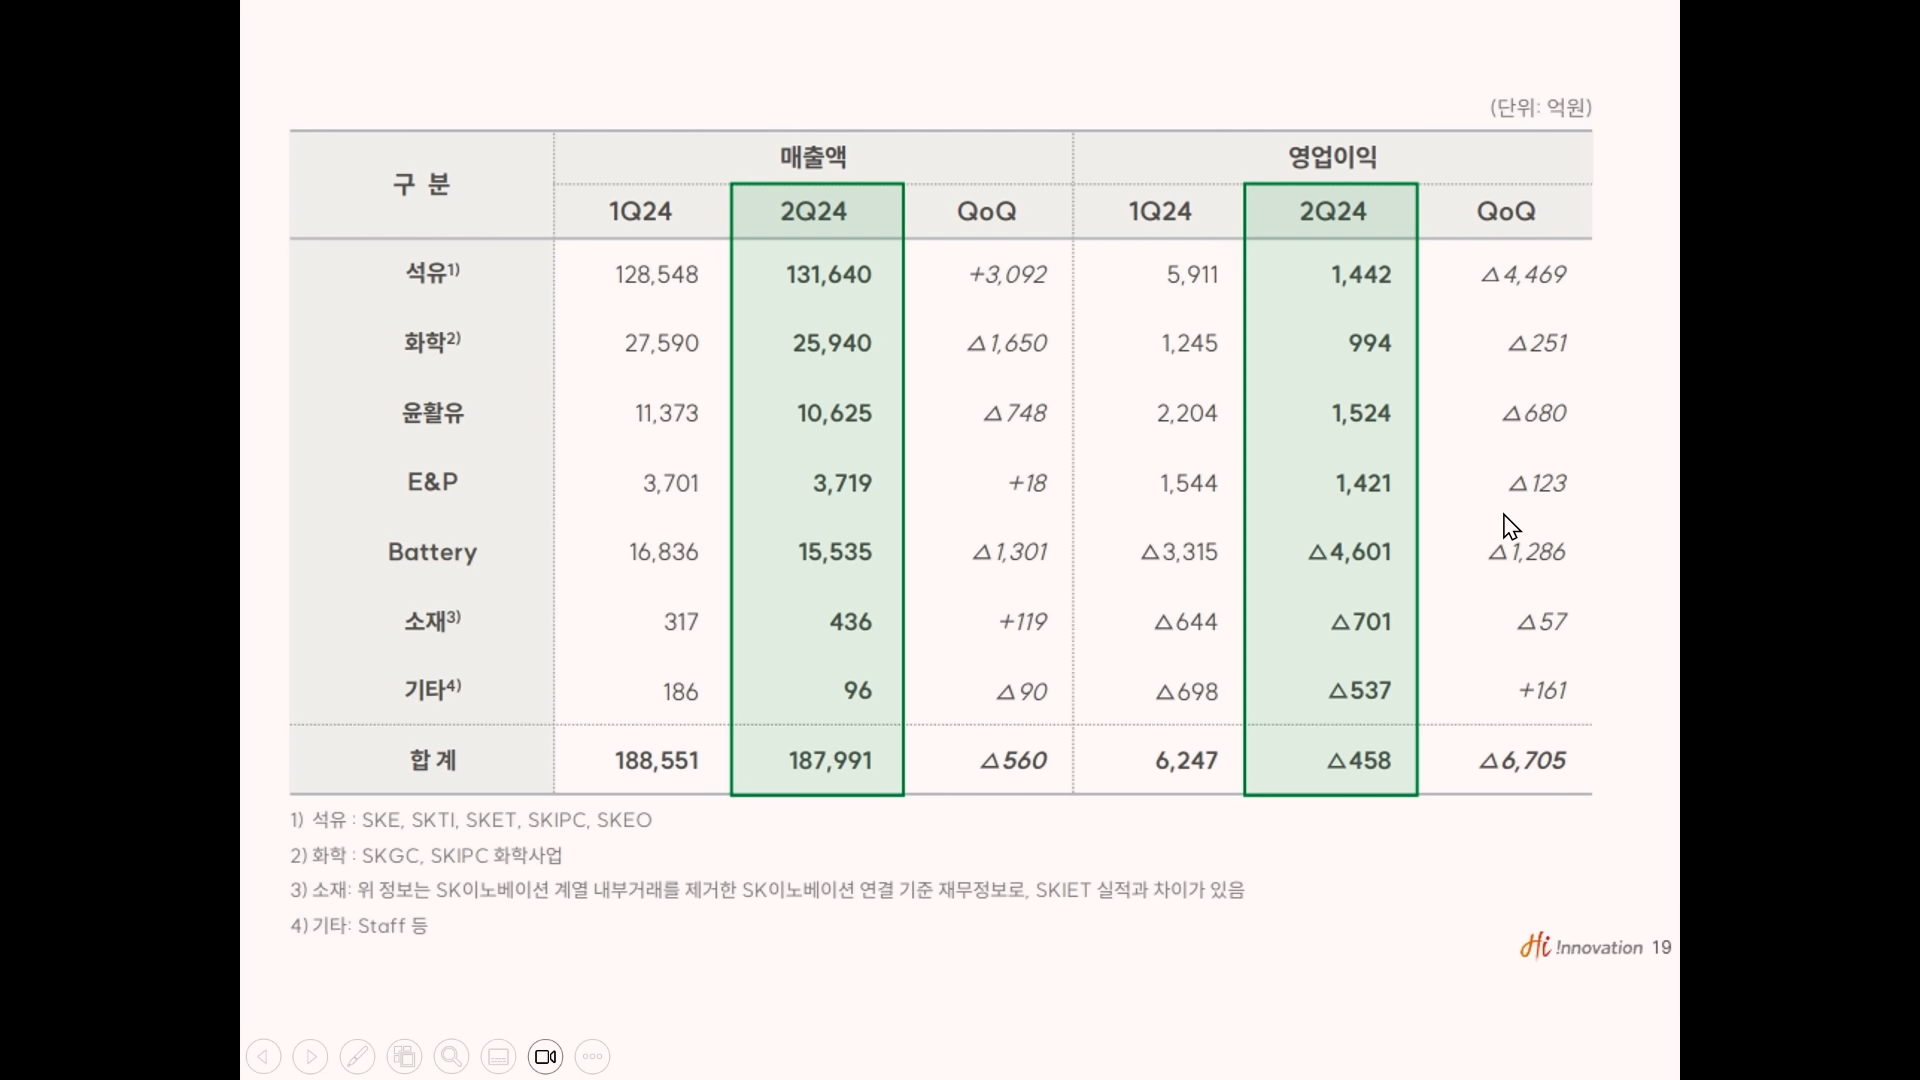 (단위: 억원)
구 분 매출액 영업이익
1Q24 2Q24 QoQ 1Q24 2Q24 QoQ
석유1) 128,548 131,640 +3,092 5,911 1,442 △4,469
화학2) 27,590 25,940 △1,650 1,245 994 △251
윤활유 11,373 10,625 △748 2,204 1,524 △680
E&P 3,701 3,719 +18 1,544 1,421 △123
Battery 16,836 15,535 △1,301 △3,315 △4,601 △1,286
소재3) 317 436 +119 △644 △701 △57
기타4) 186 96 △90 △698 △537 +161
합 계 188,551 187,991 △560 6,247 △458 △6,705
1) 석유 : SKE, SKTI, SKET, SKIPC, SKEO
2) 화학 : SKGC, SKIPC 화학사업
3) 소재: 위 정보는 SK이노베이션 계열 내부거래를 제거한 SK이노베이션 연결 기준 재무정보로, SKIET 실적과 차이가 있음
4) 기타: Staff 등
Hi !nnovation 19